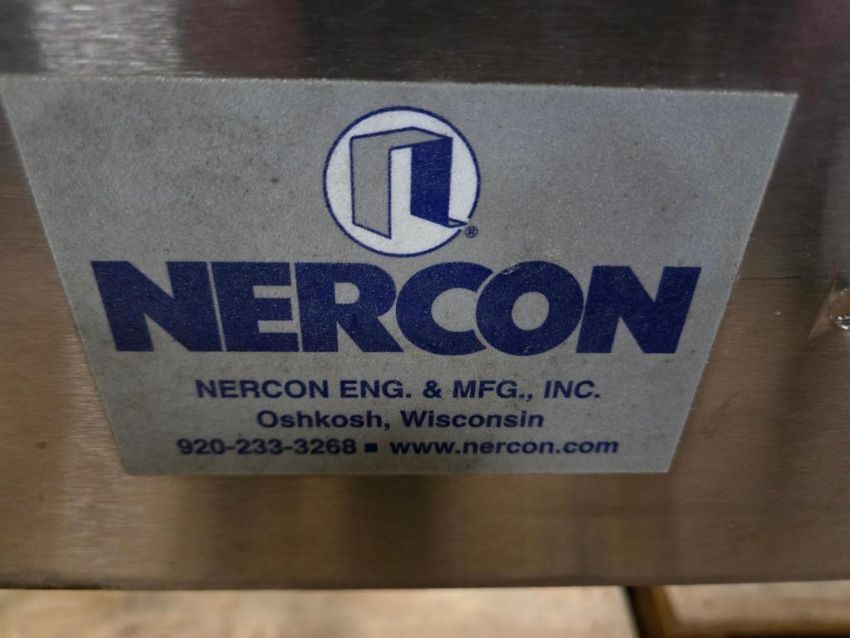 ®
NERCON
NERCON ENG. & MFG., INC.
Oshkosh, Wisconsin
920-233-3268 ▪ www.nercon.com